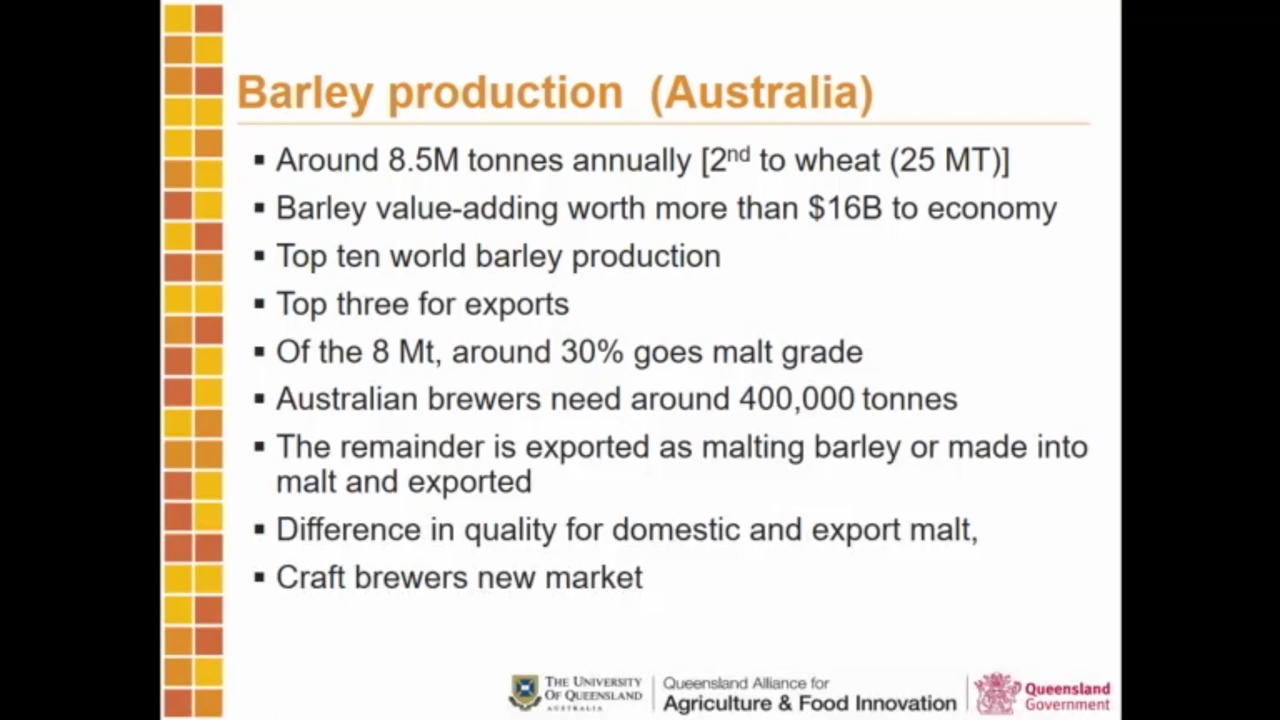 Barley production (Australia)
▪ Around 8.5M tonnes annually [2nd to wheat (25 MT)]
▪ Barley value-adding worth more than $16B to economy
▪ Top ten world barley production
▪ Top three for exports
▪ Of the 8 Mt, around 30% goes malt grade
▪ Australian brewers need around 400,000 tonnes
▪ The remainder is exported as malting barley or made into
malt and exported
▪ Difference in quality for domestic and export malt,
▪ Craft brewers new market
THE UNIVERSITY
OF QUEENSLAND
AUSTRALIA
Queensland Alliance for
Agriculture & Food Innovation
Queensland
Government